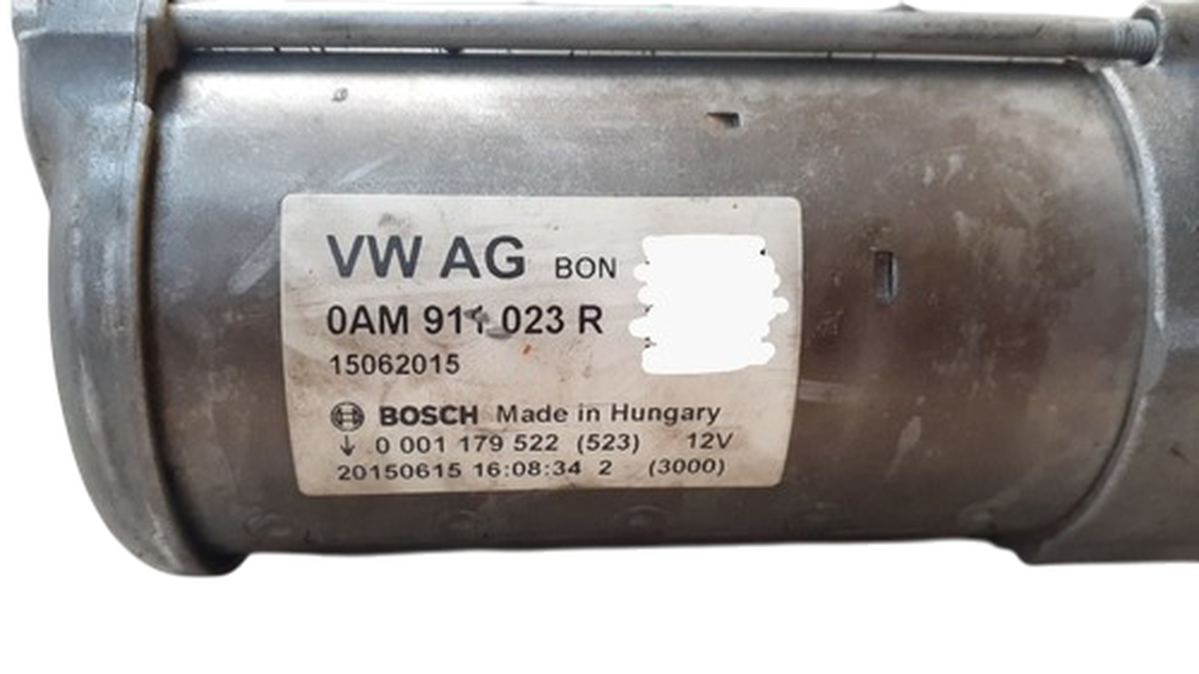 VW AG BON
0AM 911 023 R
15062015
BOSCH Made in Hungary
↓ 0 001 179 522 (523) 12V
20150615 16:08:34 2 (3000)